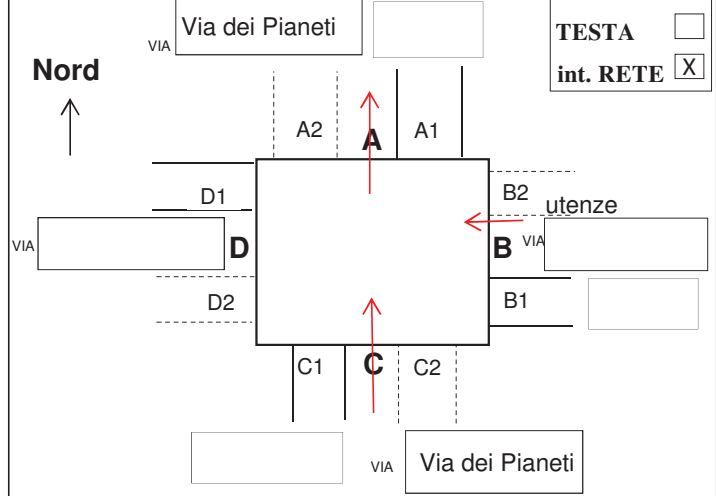 VIA Via dei Pianeti
TESTA
int. RETE X
Nord
A2 A A1
D1
B2
utenze
VIA D B VIA
D2 B1
C1 C C2
VIA Via dei Pianeti